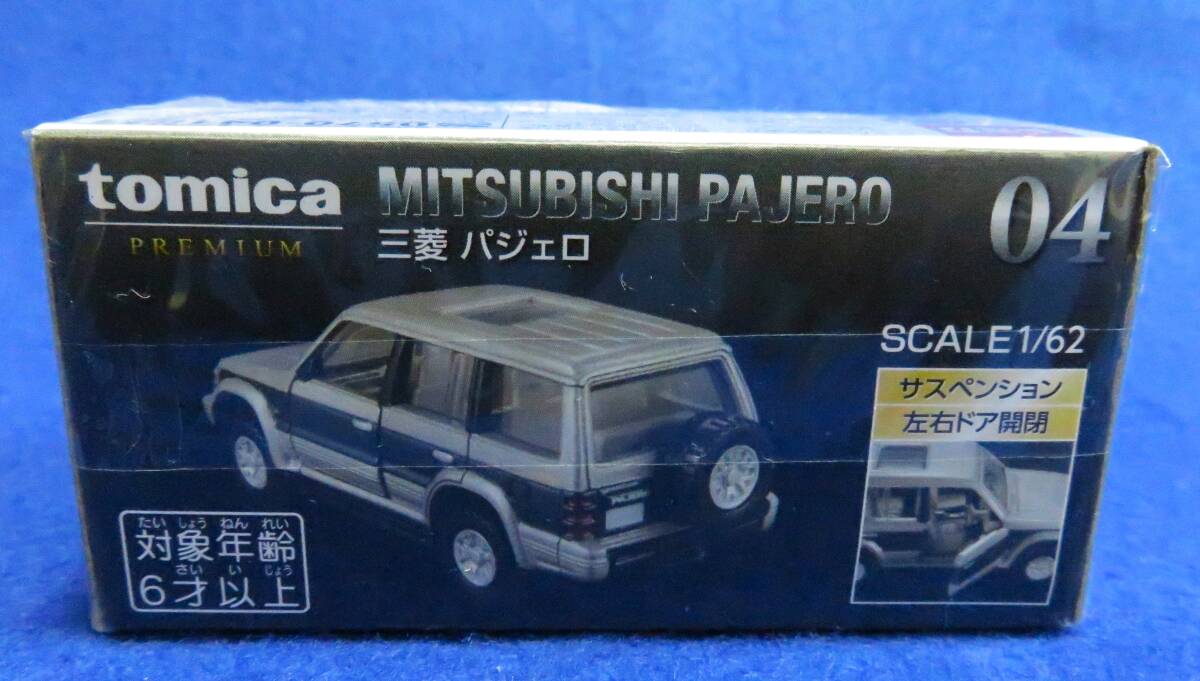 tomica
PREMIUM
MITSUBISHI PAJERO
三菱 パジェロ
04
SCALE1/62
サスペンション
左右ドア開閉
たい しょう ねん れい
対象年齢
さい い じょう
6才以上